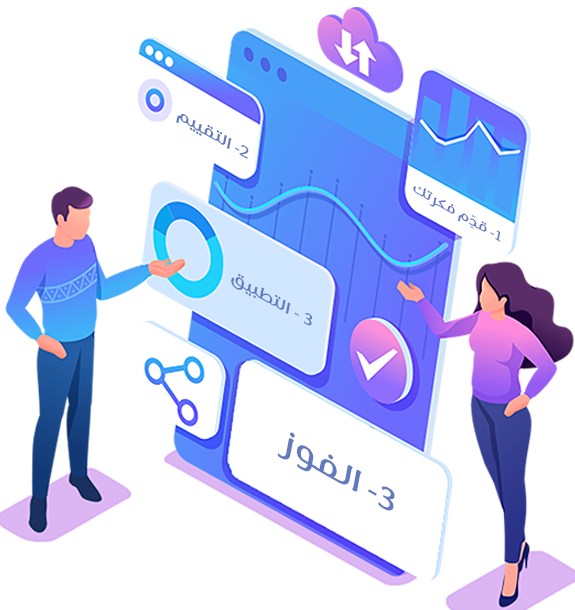 1- قدّم فكرتك
2- التقييم
3 - التطبيق
3- الفوز